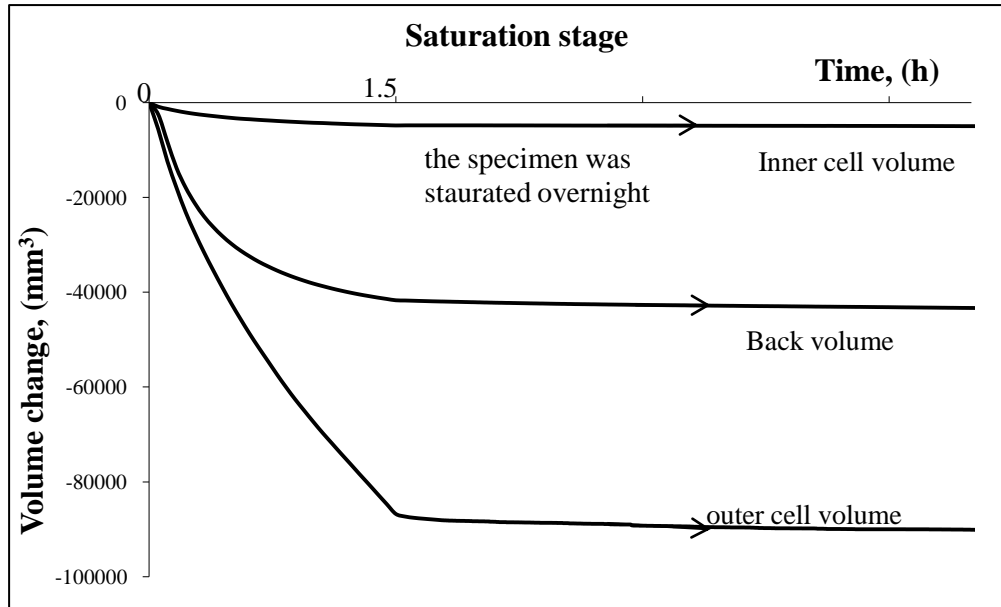 Saturation stage
Time, (h)
0
1.5
0
-20000
-40000
-60000
-80000
-100000
Volume change, (mm³)
the specimen was
staurated overnight
Inner cell volume
Back volume
outer cell volume